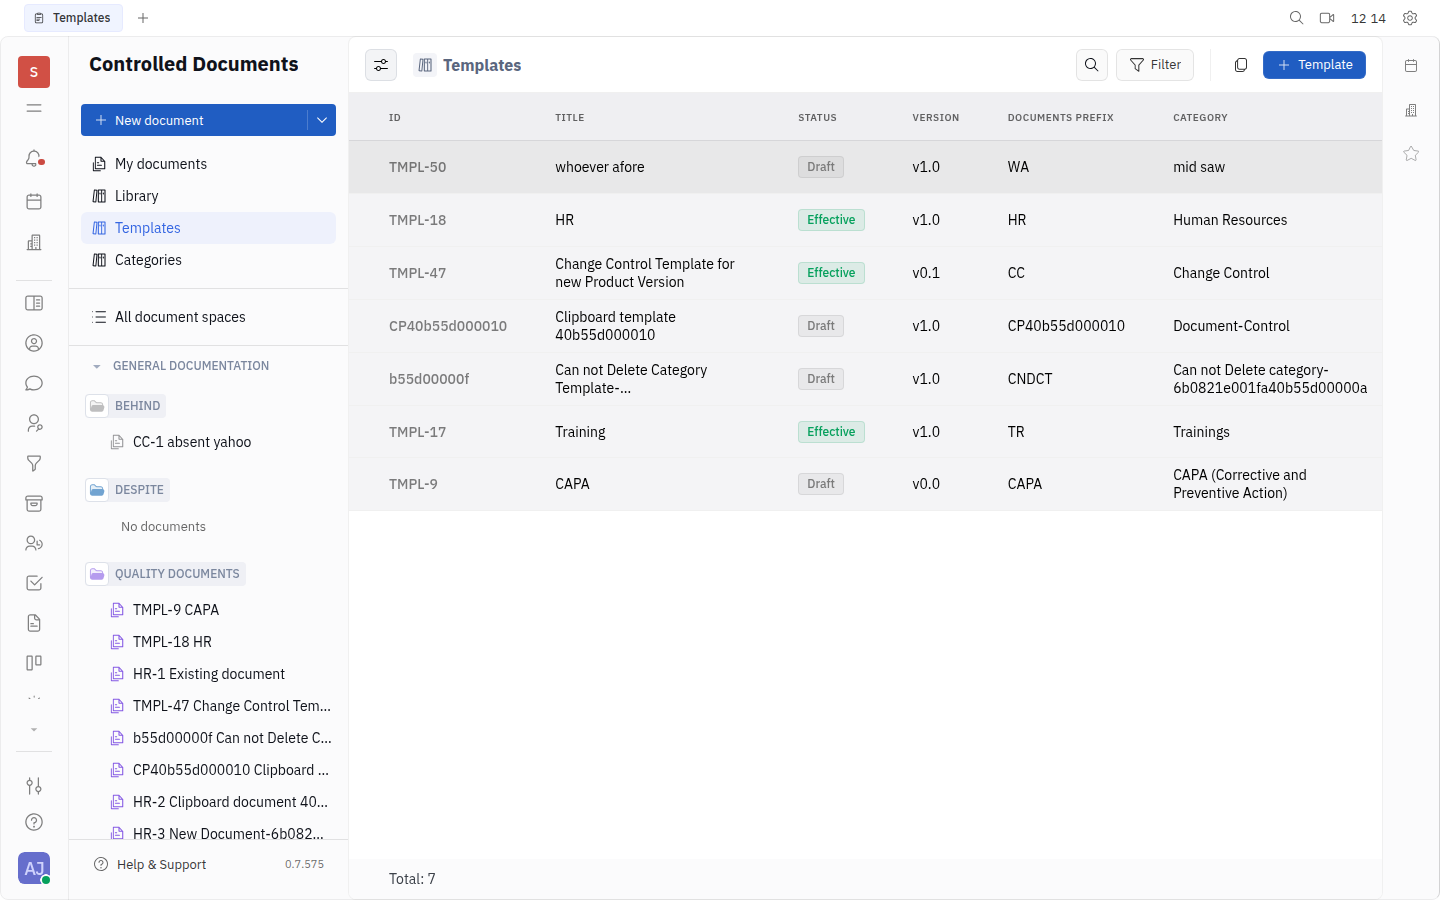 Templates
12 14
S
Controlled Documents
New document
My documents
Library
Templates
Categories
All document spaces
GENERAL DOCUMENTATION
BEHIND
CC-1 absent yahoo
DESPITE
No documents
QUALITY DOCUMENTS
TMPL-9 CAPA
TMPL-18 HR
HR-1 Existing document
TMPL-47 Change Control Tem...
b55d00000f Can not Delete C...
CP40b55d000010 Clipboard ...
HR-2 Clipboard document 40...
HR-3 New Document-6b082...
Help & Support 0.7.575
AJ
Templates
Filter
Template
ID TITLE STATUS VERSION DOCUMENTS PREFIX CATEGORY
TMPL-50 whoever afore Draft v1.0 WA mid saw
TMPL-18 HR Effective v1.0 HR Human Resources
TMPL-47 Change Control Template for
new Product Version Effective v0.1 CC Change Control
CP40b55d000010 Clipboard template
40b55d000010 Draft v1.0 CP40b55d000010 Document-Control
b55d00000f Can not Delete Category
Template-... Draft v1.0 CNDCT Can not Delete category-
6b0821e001fa40b55d00000a
TMPL-17 Training Effective v1.0 TR Trainings
TMPL-9 CAPA Draft v0.0 CAPA CAPA (Corrective and
Preventive Action)
Total: 7